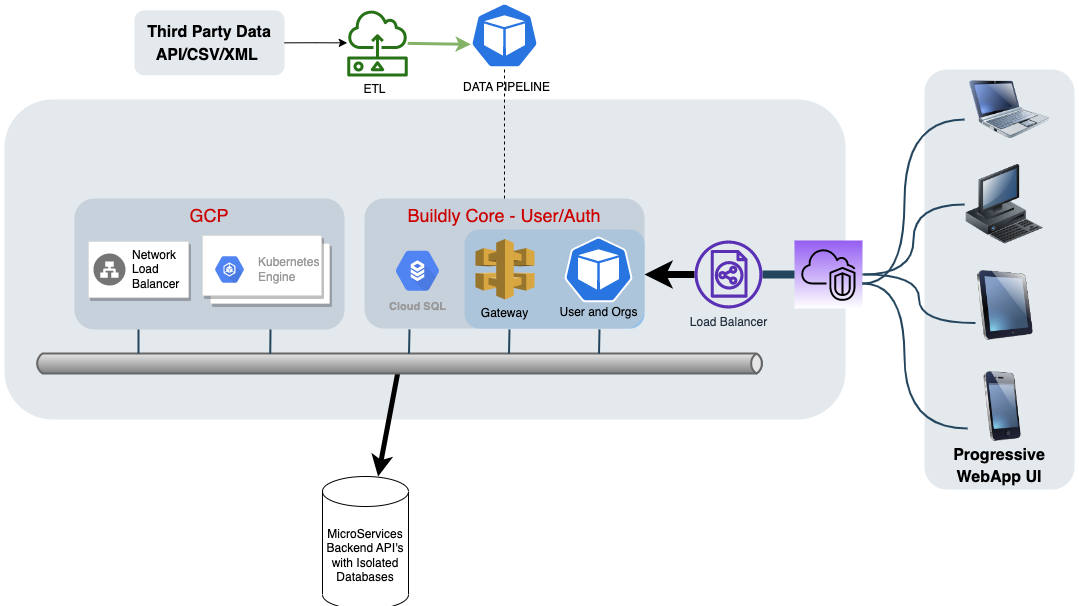 Third Party Data
API/CSV/XML
ETL
DATA PIPELINE
GCP
Network
Load
Balancer
Kubernetes
Engine
Buildly Core - User/Auth
Cloud SQL
Gateway
User and Orgs
Load Balancer
Progressive
WebApp UI
MicroServices
Backend API's
with Isolated
Databases